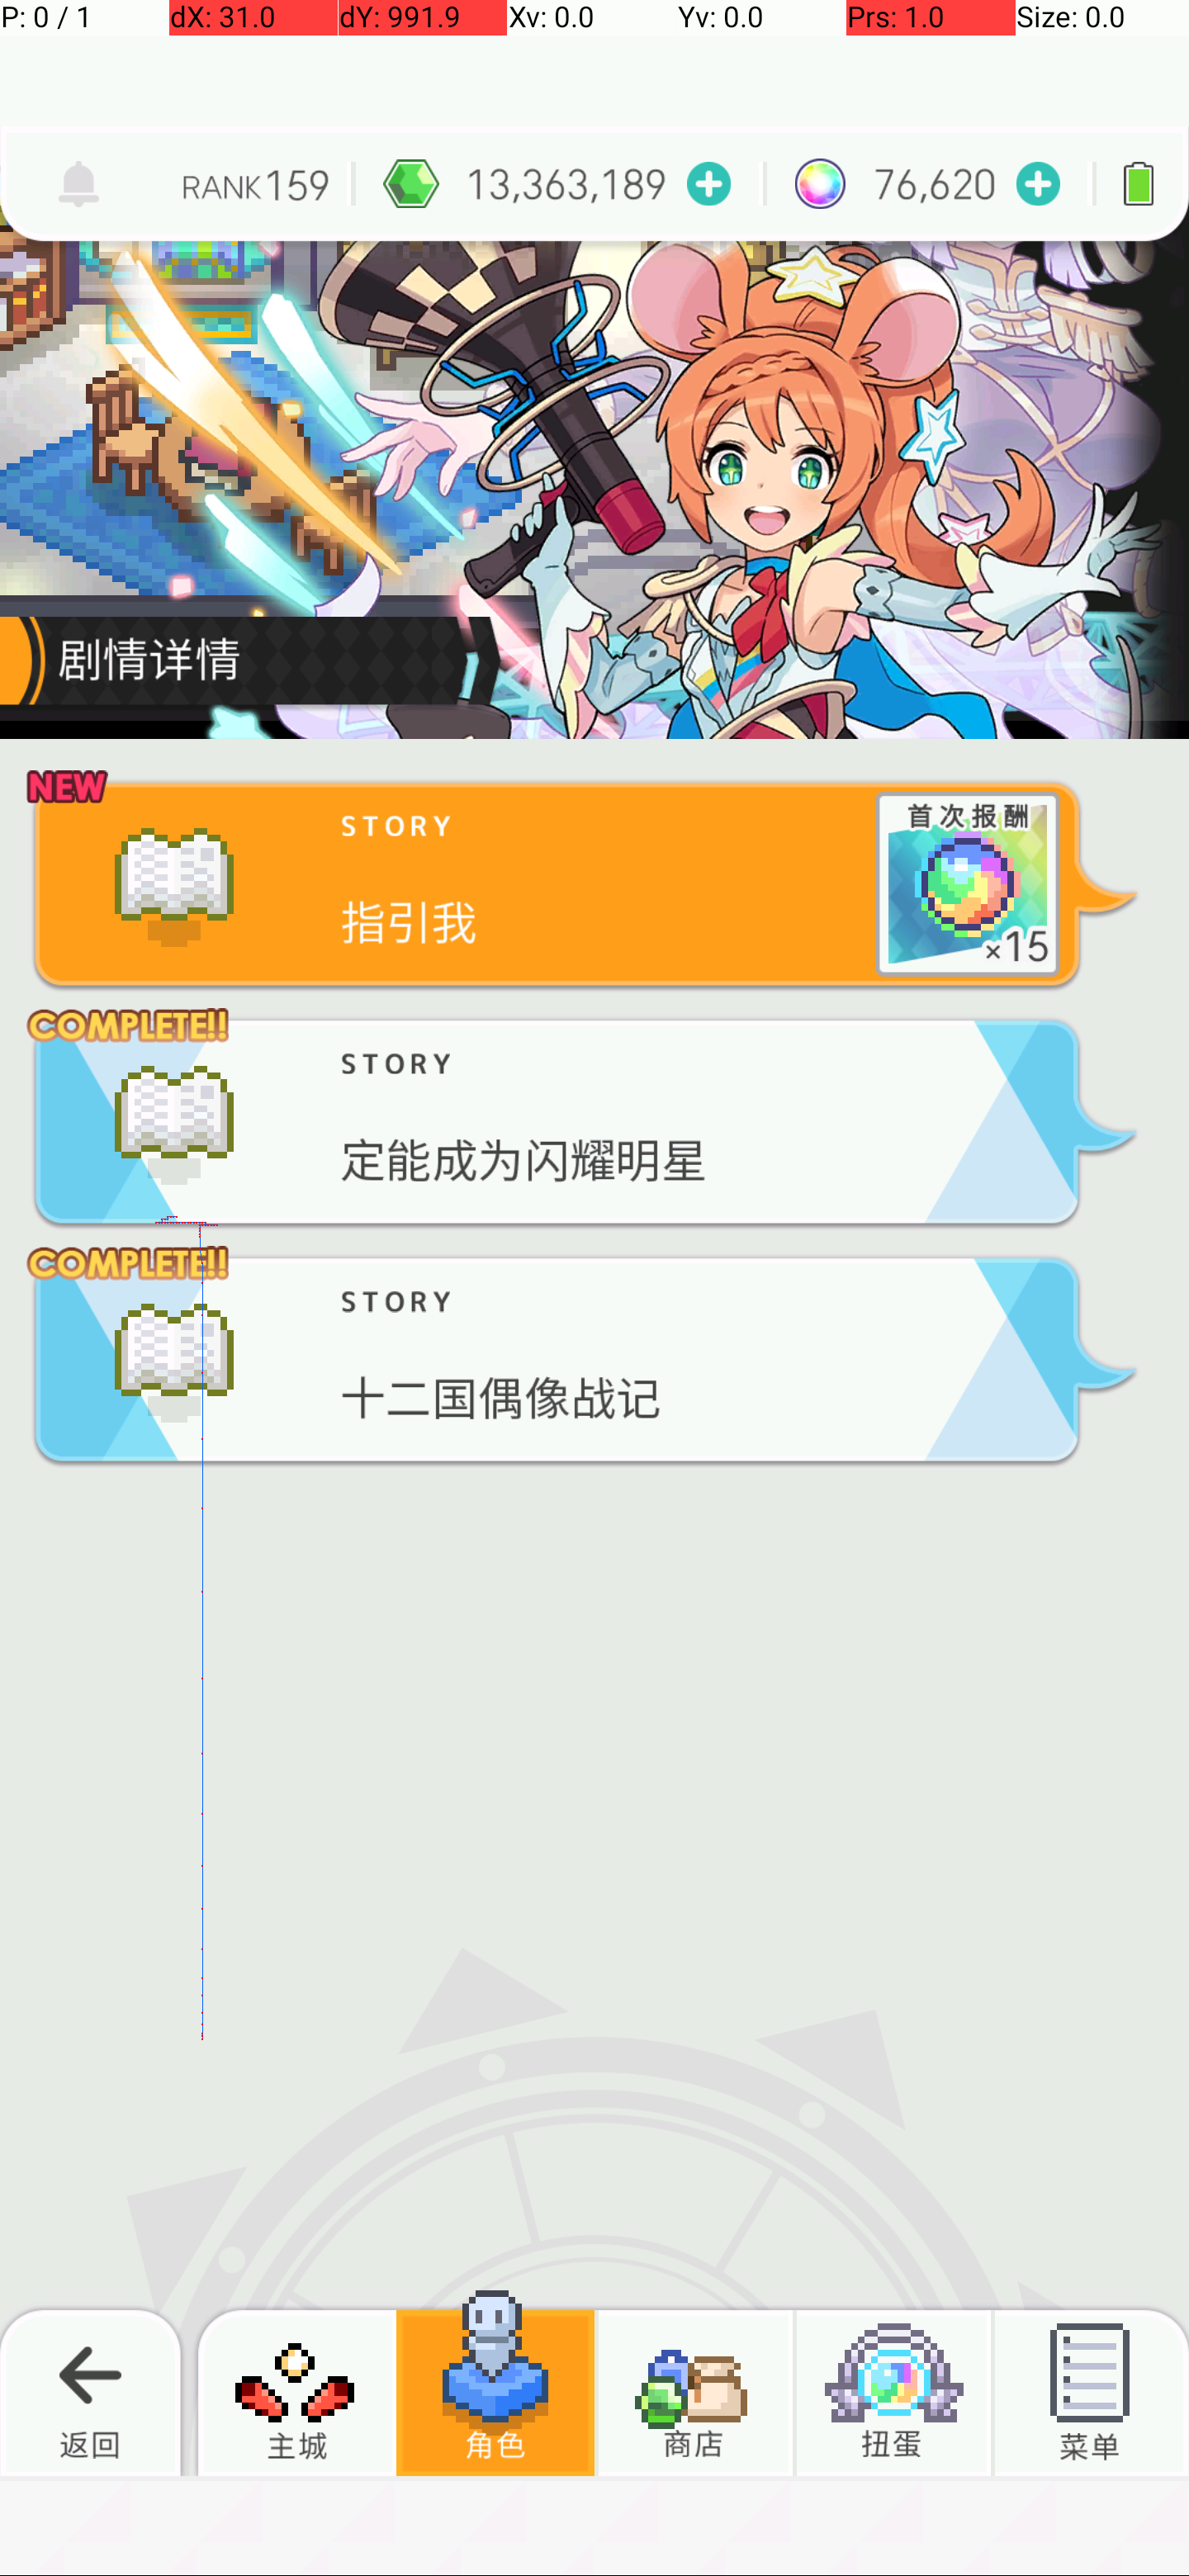 P: 0 / 1 dX: 31.0 dY: 991.9 Xv: 0.0 Yv: 0.0 Prs: 1.0 Size: 0.0
RANK159 13,363,189 76,620
剧情详情
NEW
STORY
指引我
首次报酬
×15
COMPLETE!!
STORY
定能成为闪耀明星
COMPLETE!!
STORY
十二国偶像战记
返回 主城 角色 商店 扭蛋 菜单